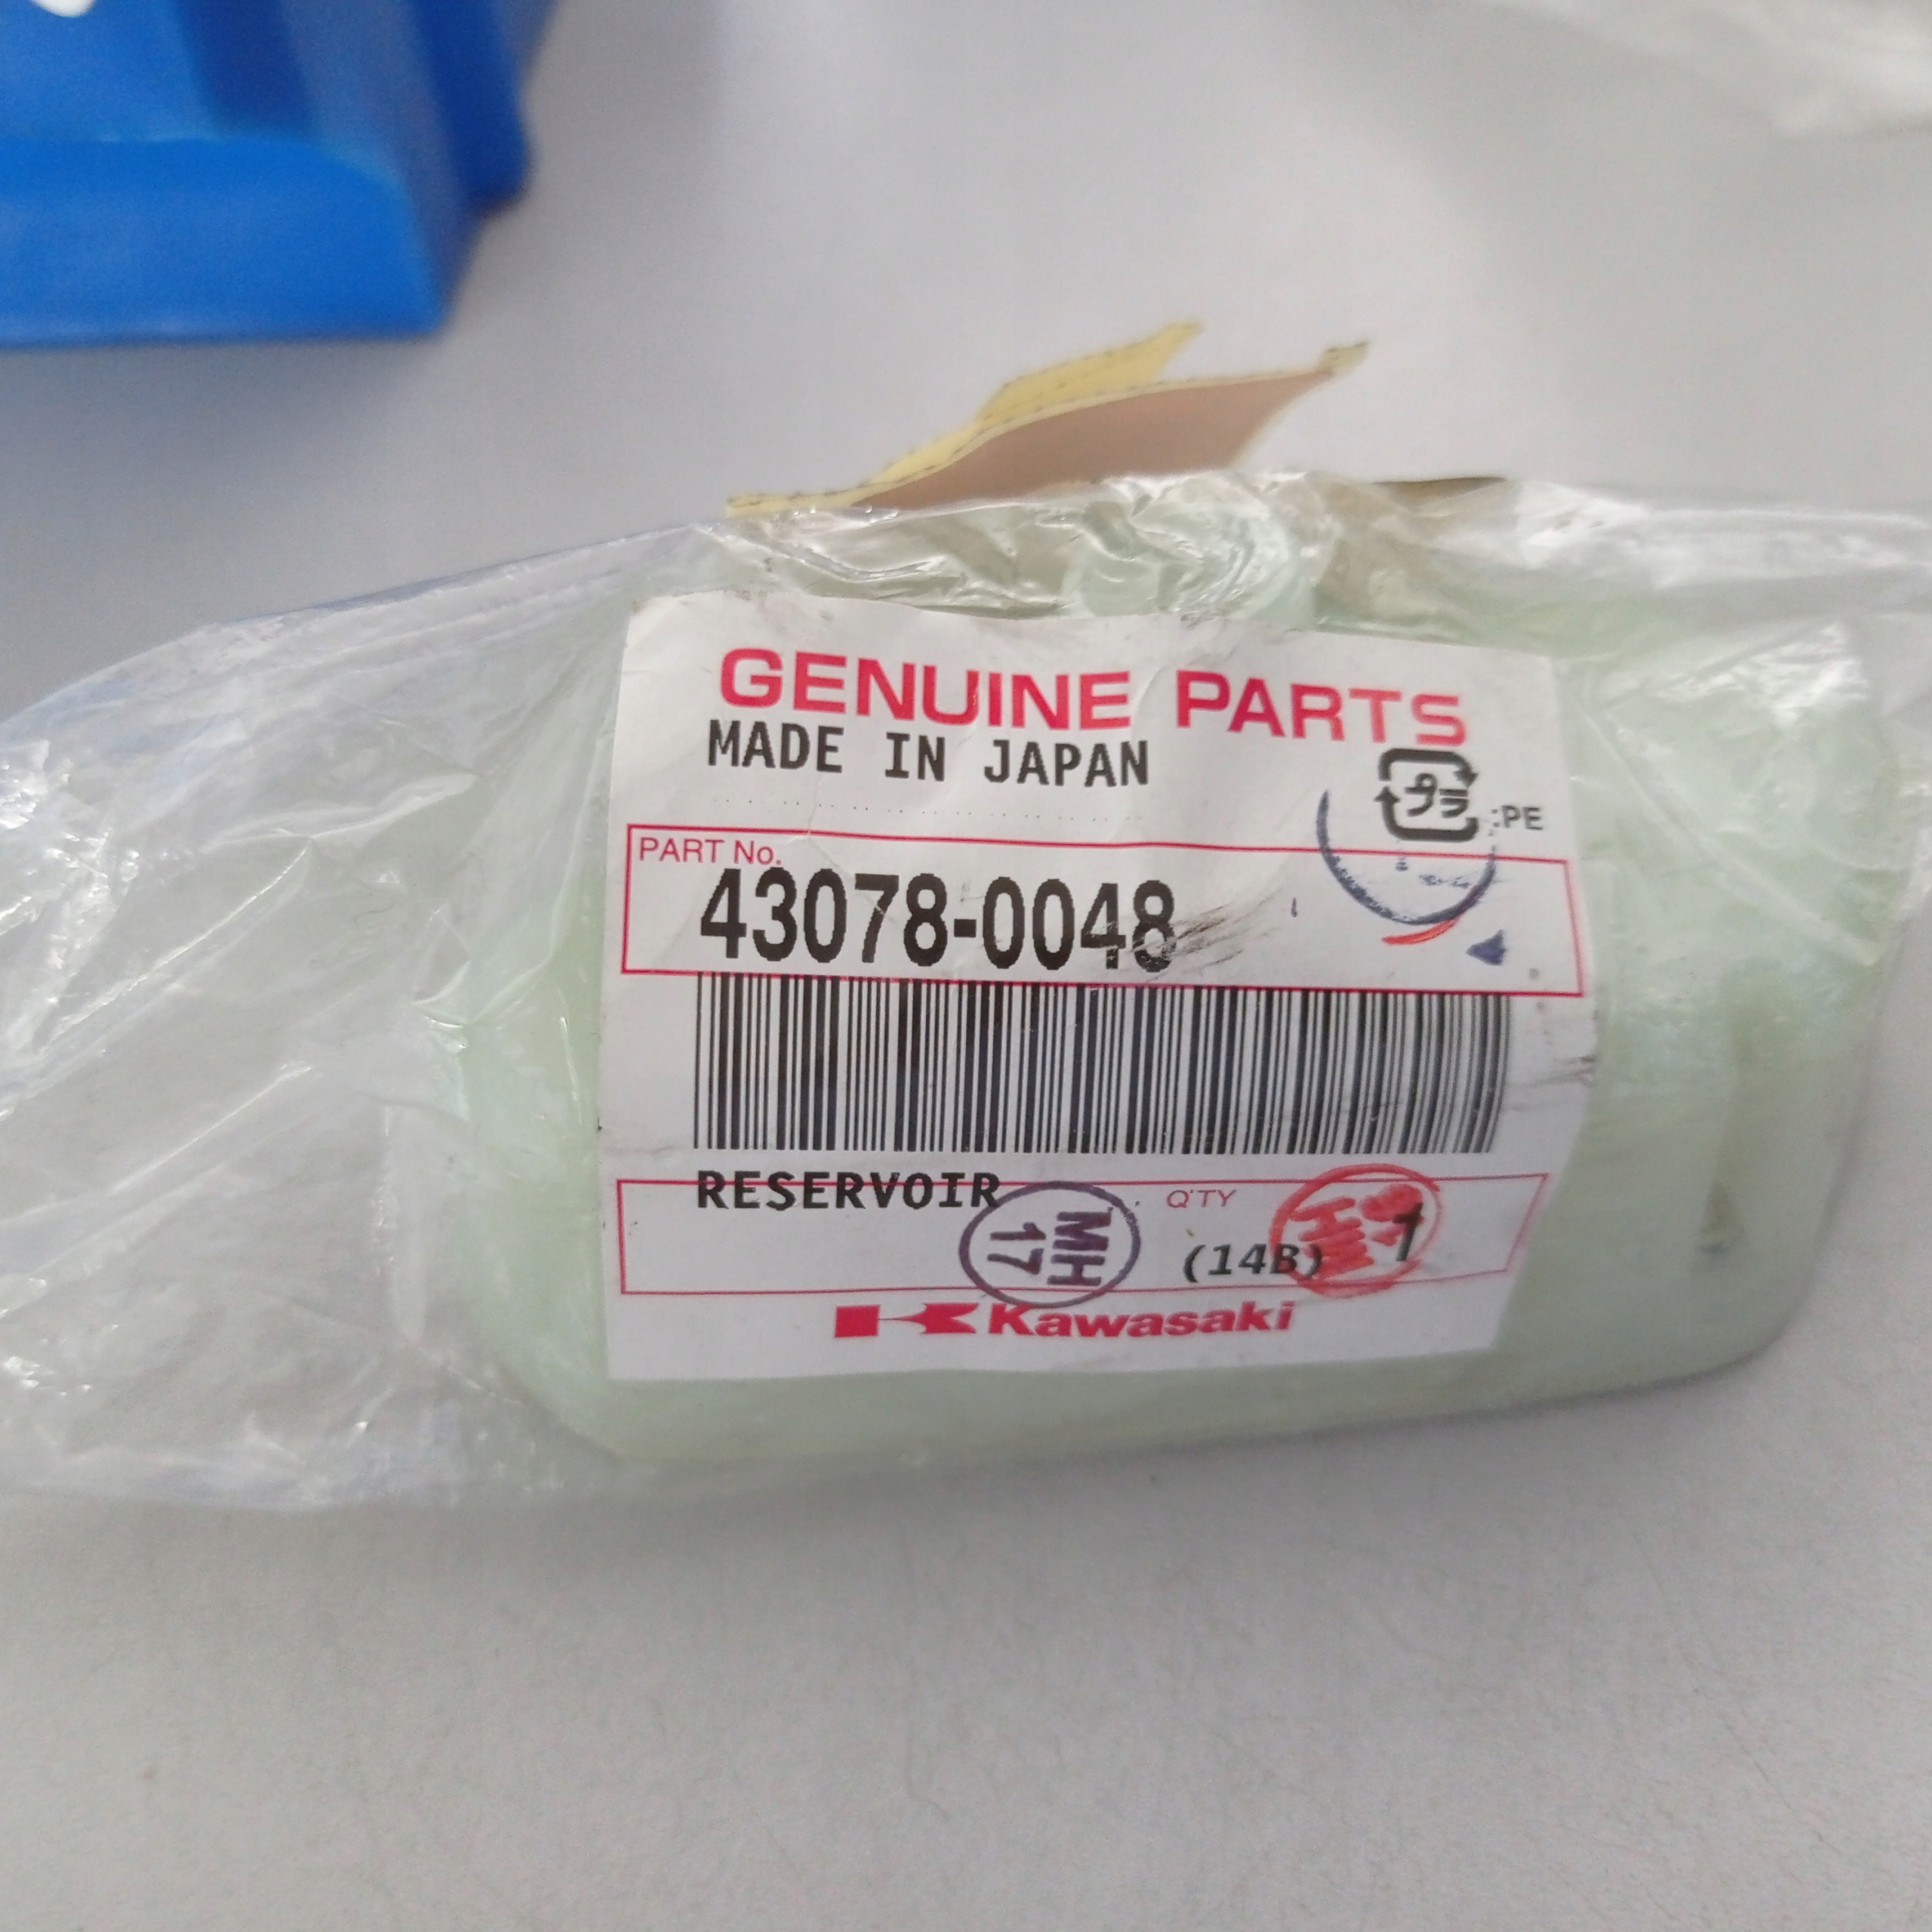 GENUINE PARTS
MADE IN JAPAN
プラ :PE
PART No.
43078-0048
RESERVOIR
Q'TY
MH
17
(14B) 1
Kawasaki